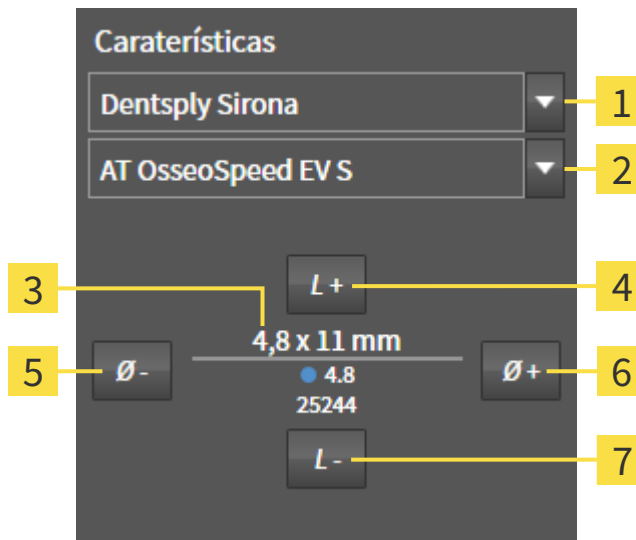 Caraterísticas
Dentsply Sirona
1
AT OsseoSpeed EV S
2
3
L +
4
4,8 x 11 mm
5
Ø -
4.8
Ø +
6
25244
L -
7